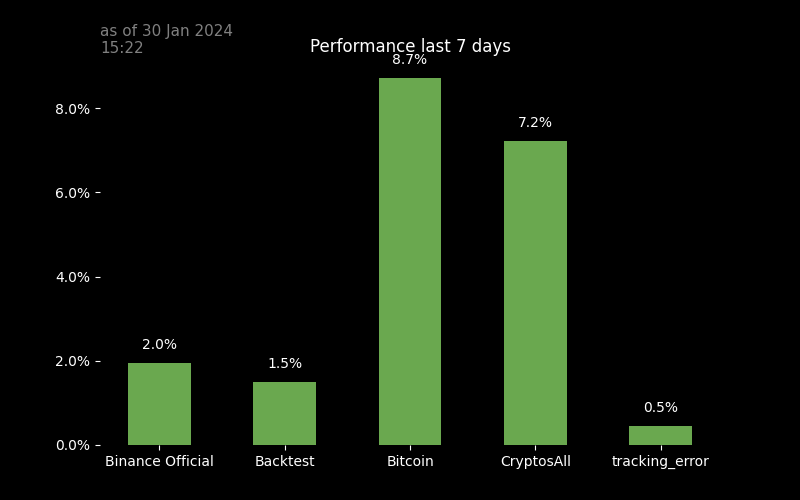 as of 30 Jan 2024
15:22
Performance last 7 days
8.7%
8.0%
7.2%
6.0%
4.0%
2.0%
2.0%
1.5%
0.5%
0.0%
Binance Official
Backtest
Bitcoin
CryptosAll
tracking_error